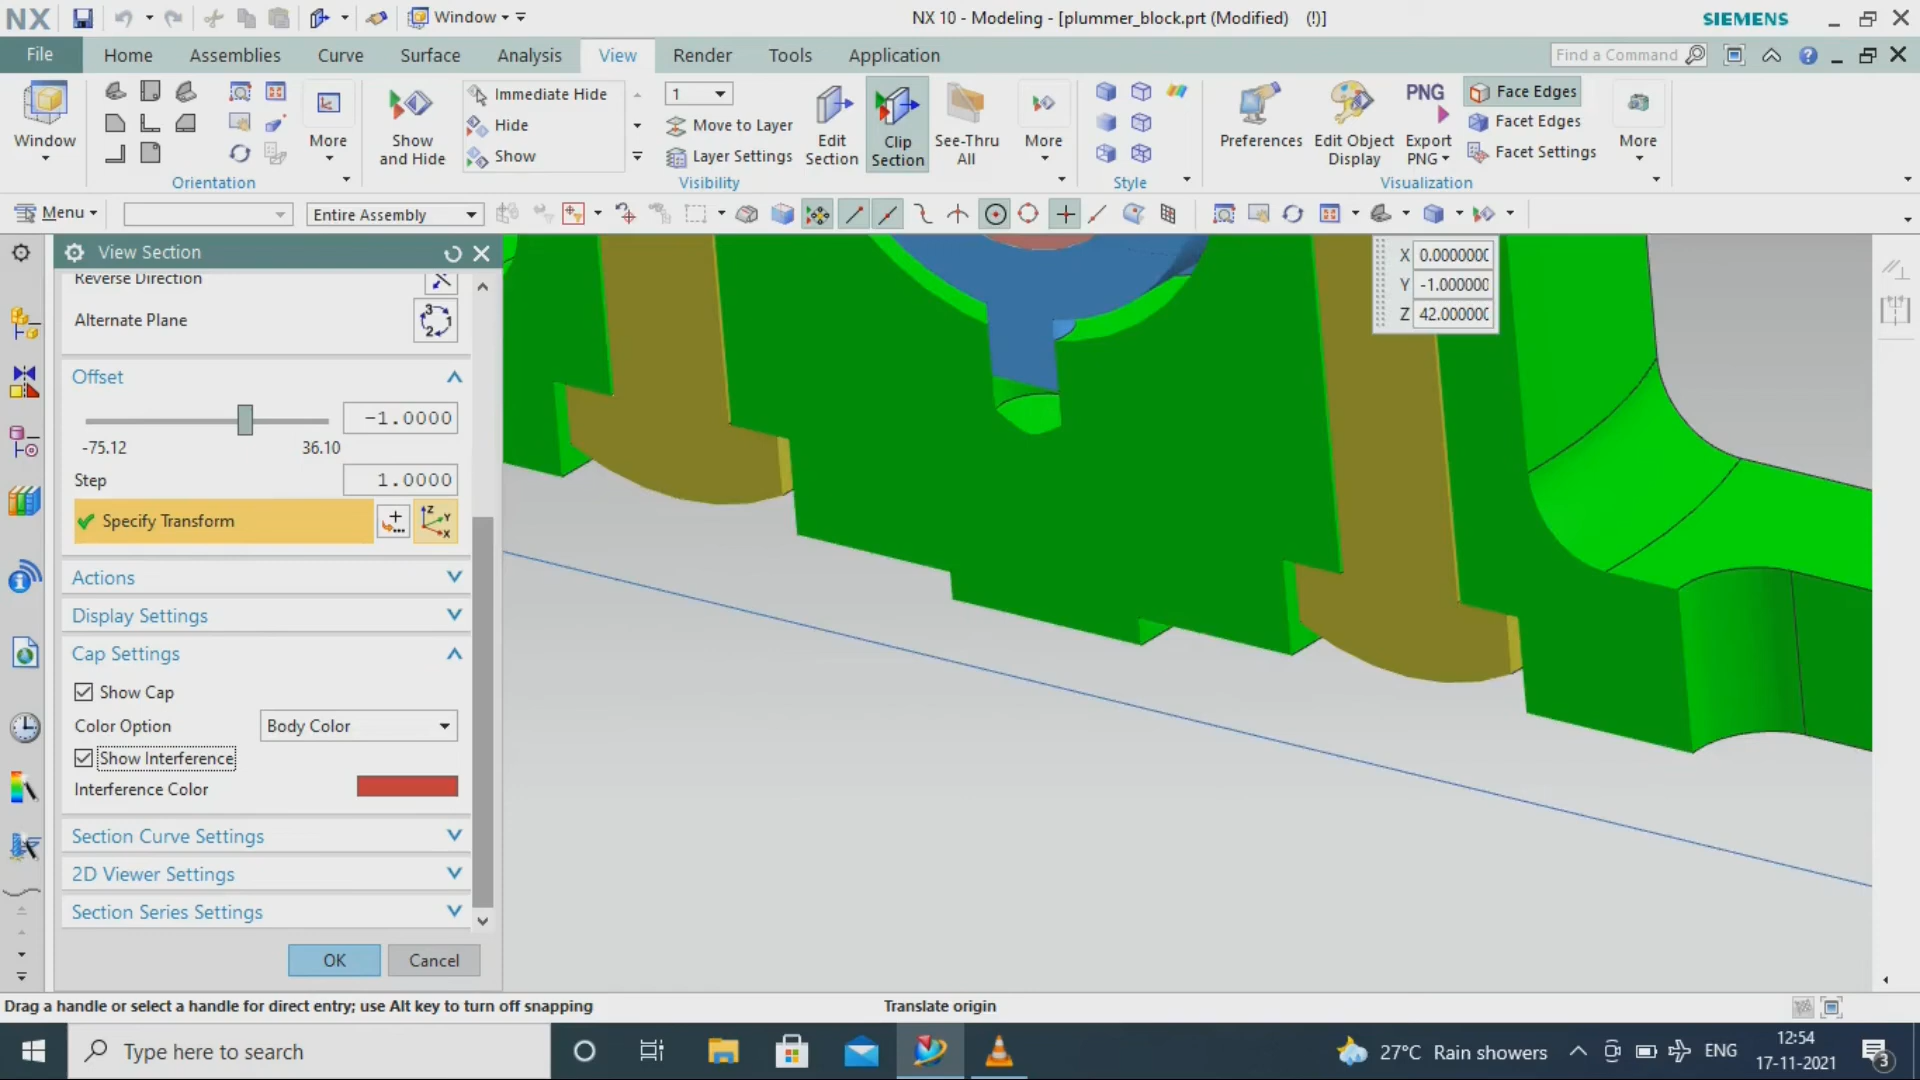 NX
Window
NX 10 - Modeling - [plummer_block.prt (Modified) (!)]
SIEMENS
File
Home
Assemblies
Curve
Surface
Analysis
View
Render
Tools
Application
Find a Command
Window
Orientation
More
Show and Hide
Immediate Hide
Hide
Show
1
Move to Layer
Layer Settings
Visibility
Edit Section
Clip Section
See-Thru All
More
Style
Preferences
Edit Object Display
PNG
Export PNG
Face Edges
Facet Edges
Facet Settings
Visualization
More
Menu
Entire Assembly
View Section
Reverse Direction
Alternate Plane
3
2
1
Offset
-1.0000
-75.12
36.10
Step
1.0000
Specify Transform
Z
Y
X
Actions
Display Settings
Cap Settings
Show Cap
Color Option
Body Color
Show Interference
Interference Color
Section Curve Settings
2D Viewer Settings
Section Series Settings
OK
Cancel
X 0.0000000
Y -1.000000
Z 42.000000
Drag a handle or select a handle for direct entry; use Alt key to turn off snapping
Translate origin
Type here to search
27°C Rain showers
ENG
12:54
17-11-2021
3